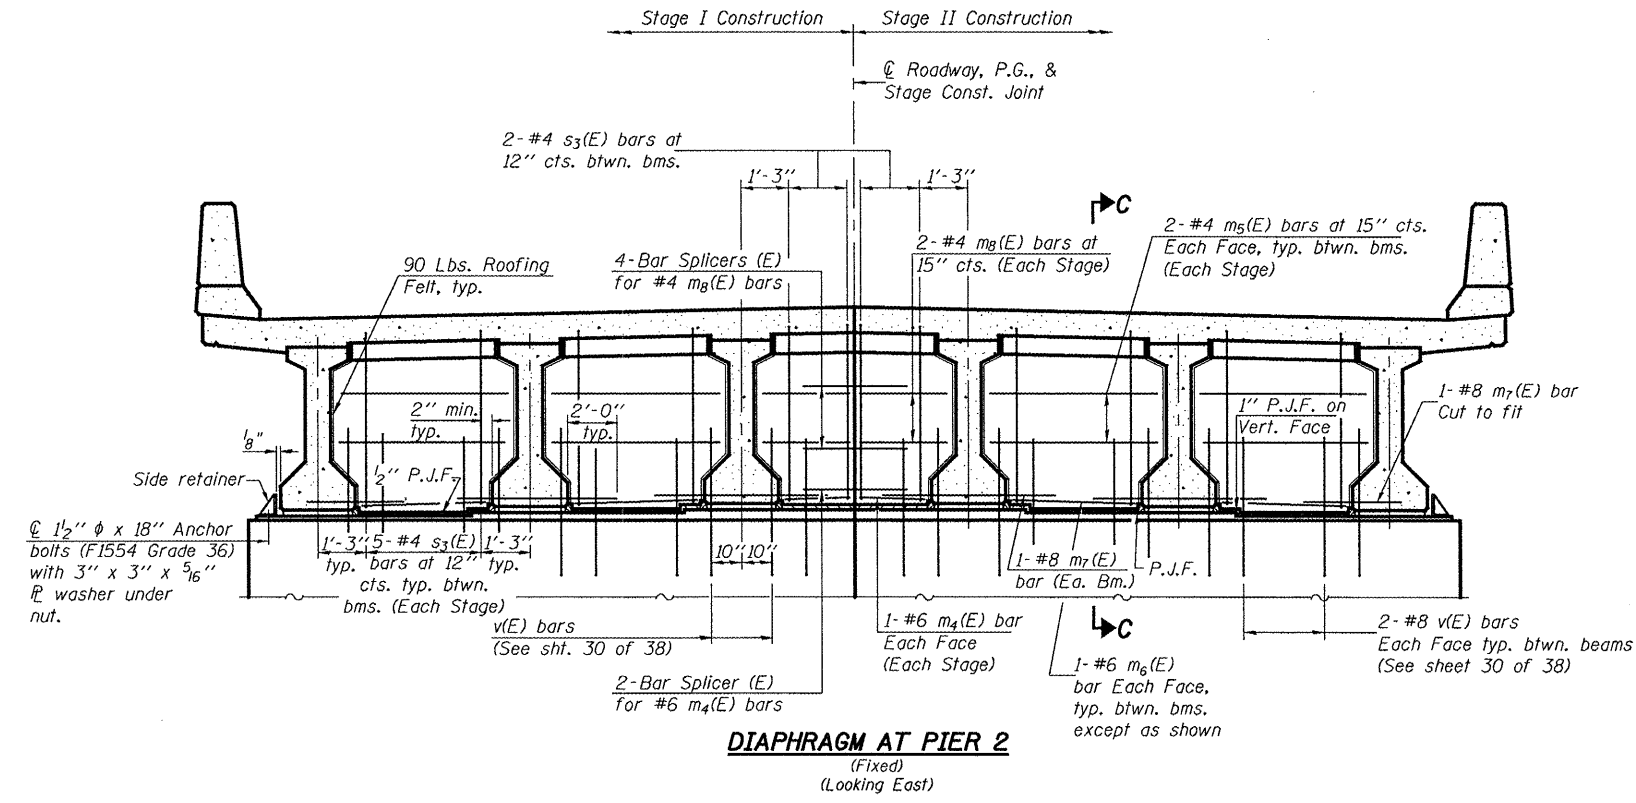 Stage I Construction
Stage II Construction
℄ Roadway, P.G., &
Stage Const. Joint
2-#4 s3(E) bars at
12" cts. btwn. bms.
1'-3"
1'-3"
C
2-#4 m5(E) bars at 15" cts.
Each Face, typ. btwn. bms.
(Each Stage)
2-#4 m8(E) bars at
15" cts. (Each Stage)
4-Bar Splicers (E)
for #4 m8(E) bars
90 Lbs. Roofing
Felt, typ.
1-#8 m7(E) bar
Cut to fit
2" min.
typ.
2'-0"
typ.
1" P.J.F. on
Vert. Face
1/8"
Side retainer
1/2" P.J.F.
℄ 1 1/2" ϕ x 18" Anchor
bolts (F1554 Grade 36)
with 3" x 3" x 5/16"
PL washer under
nut.
1'-3"
typ.
5-#4 s3(E)
bars at 12"
cts. typ. btwn.
bms. (Each Stage)
1'-3"
typ.
10"
10"
1-#8 m7(E)
bar (Ea. Bm.)
P.J.F.
v(E) bars
(See sht. 30 of 38)
1-#6 m4(E) bar
Each Face
(Each Stage)
C
2-#8 v(E) bars
Each Face typ. btwn. beams
(See sheet 30 of 38)
2-Bar Splicer (E)
for #6 m4(E) bars
1-#6 m6(E)
bar Each Face,
typ. btwn. bms.
except as shown
DIAPHRAGM AT PIER 2
(Fixed)
(Looking East)